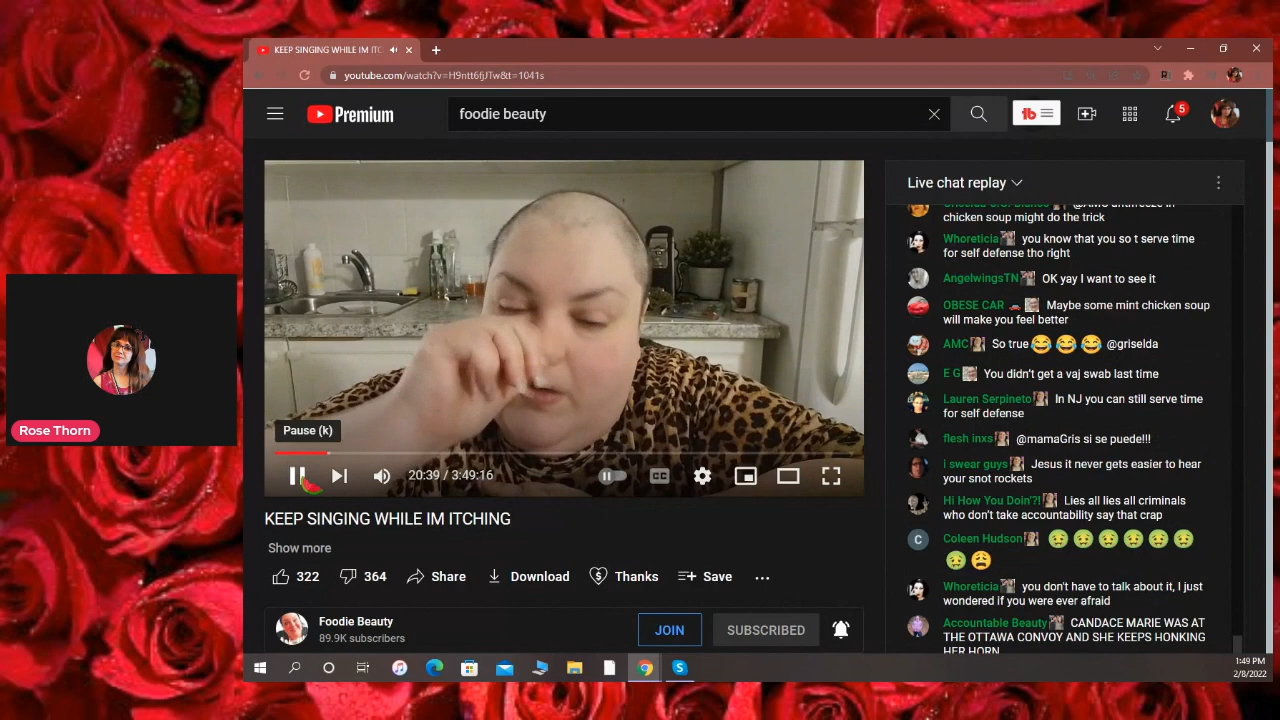 KEEP SINGING WHILE IM ITC
youtube.com/watch?v=H9ntt6fjJTw&t=1041s
Premium
foodie beauty
tb
5
Live chat replay
chicken soup might do the trick
Whoreticia you know that you so t serve time
for self defense tho right
AngelwingsTN OK yay I want to see it
OBESE CAR Maybe some mint chicken soup
will make you feel better
AMC So true @griselda
E G You didn't get a vaj swab last time
Lauren Serpineto In NJ you can still serve time
for self defense
flesh inxs @mamaGris si se puede!!!
i swear guys Jesus it never gets easier to hear
your snot rockets
Hi How You Doin'?! Lies all lies all criminals
who don't take accountability say that crap
C Coleen Hudson
Whoreticia you don't have to talk about it, I just
wondered if you were ever afraid
Accountable Beauty CANDACE MARIE WAS AT
THE OTTAWA CONVOY AND SHE KEEPS HONKING
HER HORN
Rose Thorn
Pause (k)
20:39 / 3:49:16
CC
KEEP SINGING WHILE IM ITCHING
Show more
322 364 Share Download Thanks Save
Foodie Beauty
89.9K subscribers
JOIN SUBSCRIBED
1:49 PM
2/8/2022